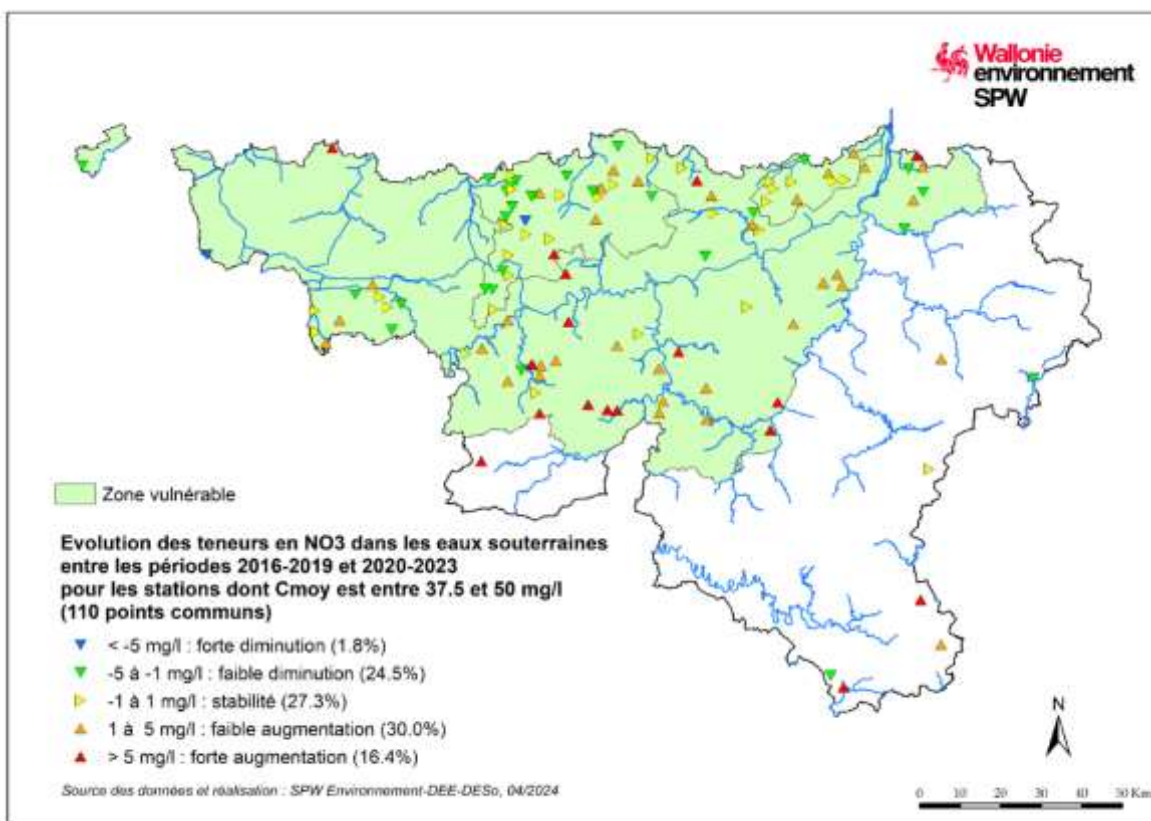 Wallonie
environnement
SPW
Zone vulnérable
Evolution des teneurs en NO3 dans les eaux souterraines
entre les périodes 2016-2019 et 2020-2023
pour les stations dont Cmoy est entre 37.5 et 50 mg/l
(110 points communs)
< -5 mg/l : forte diminution (1.8%)
-5 à -1 mg/l : faible diminution (24.5%)
-1 à 1 mg/l : stabilité (27.3%)
1 à 5 mg/l : faible augmentation (30.0%)
> 5 mg/l : forte augmentation (16.4%)
Source des données et réalisation : SPW Environnement-DEE-DESo, 04/2024
N
0 10 20 30 40 50 Km